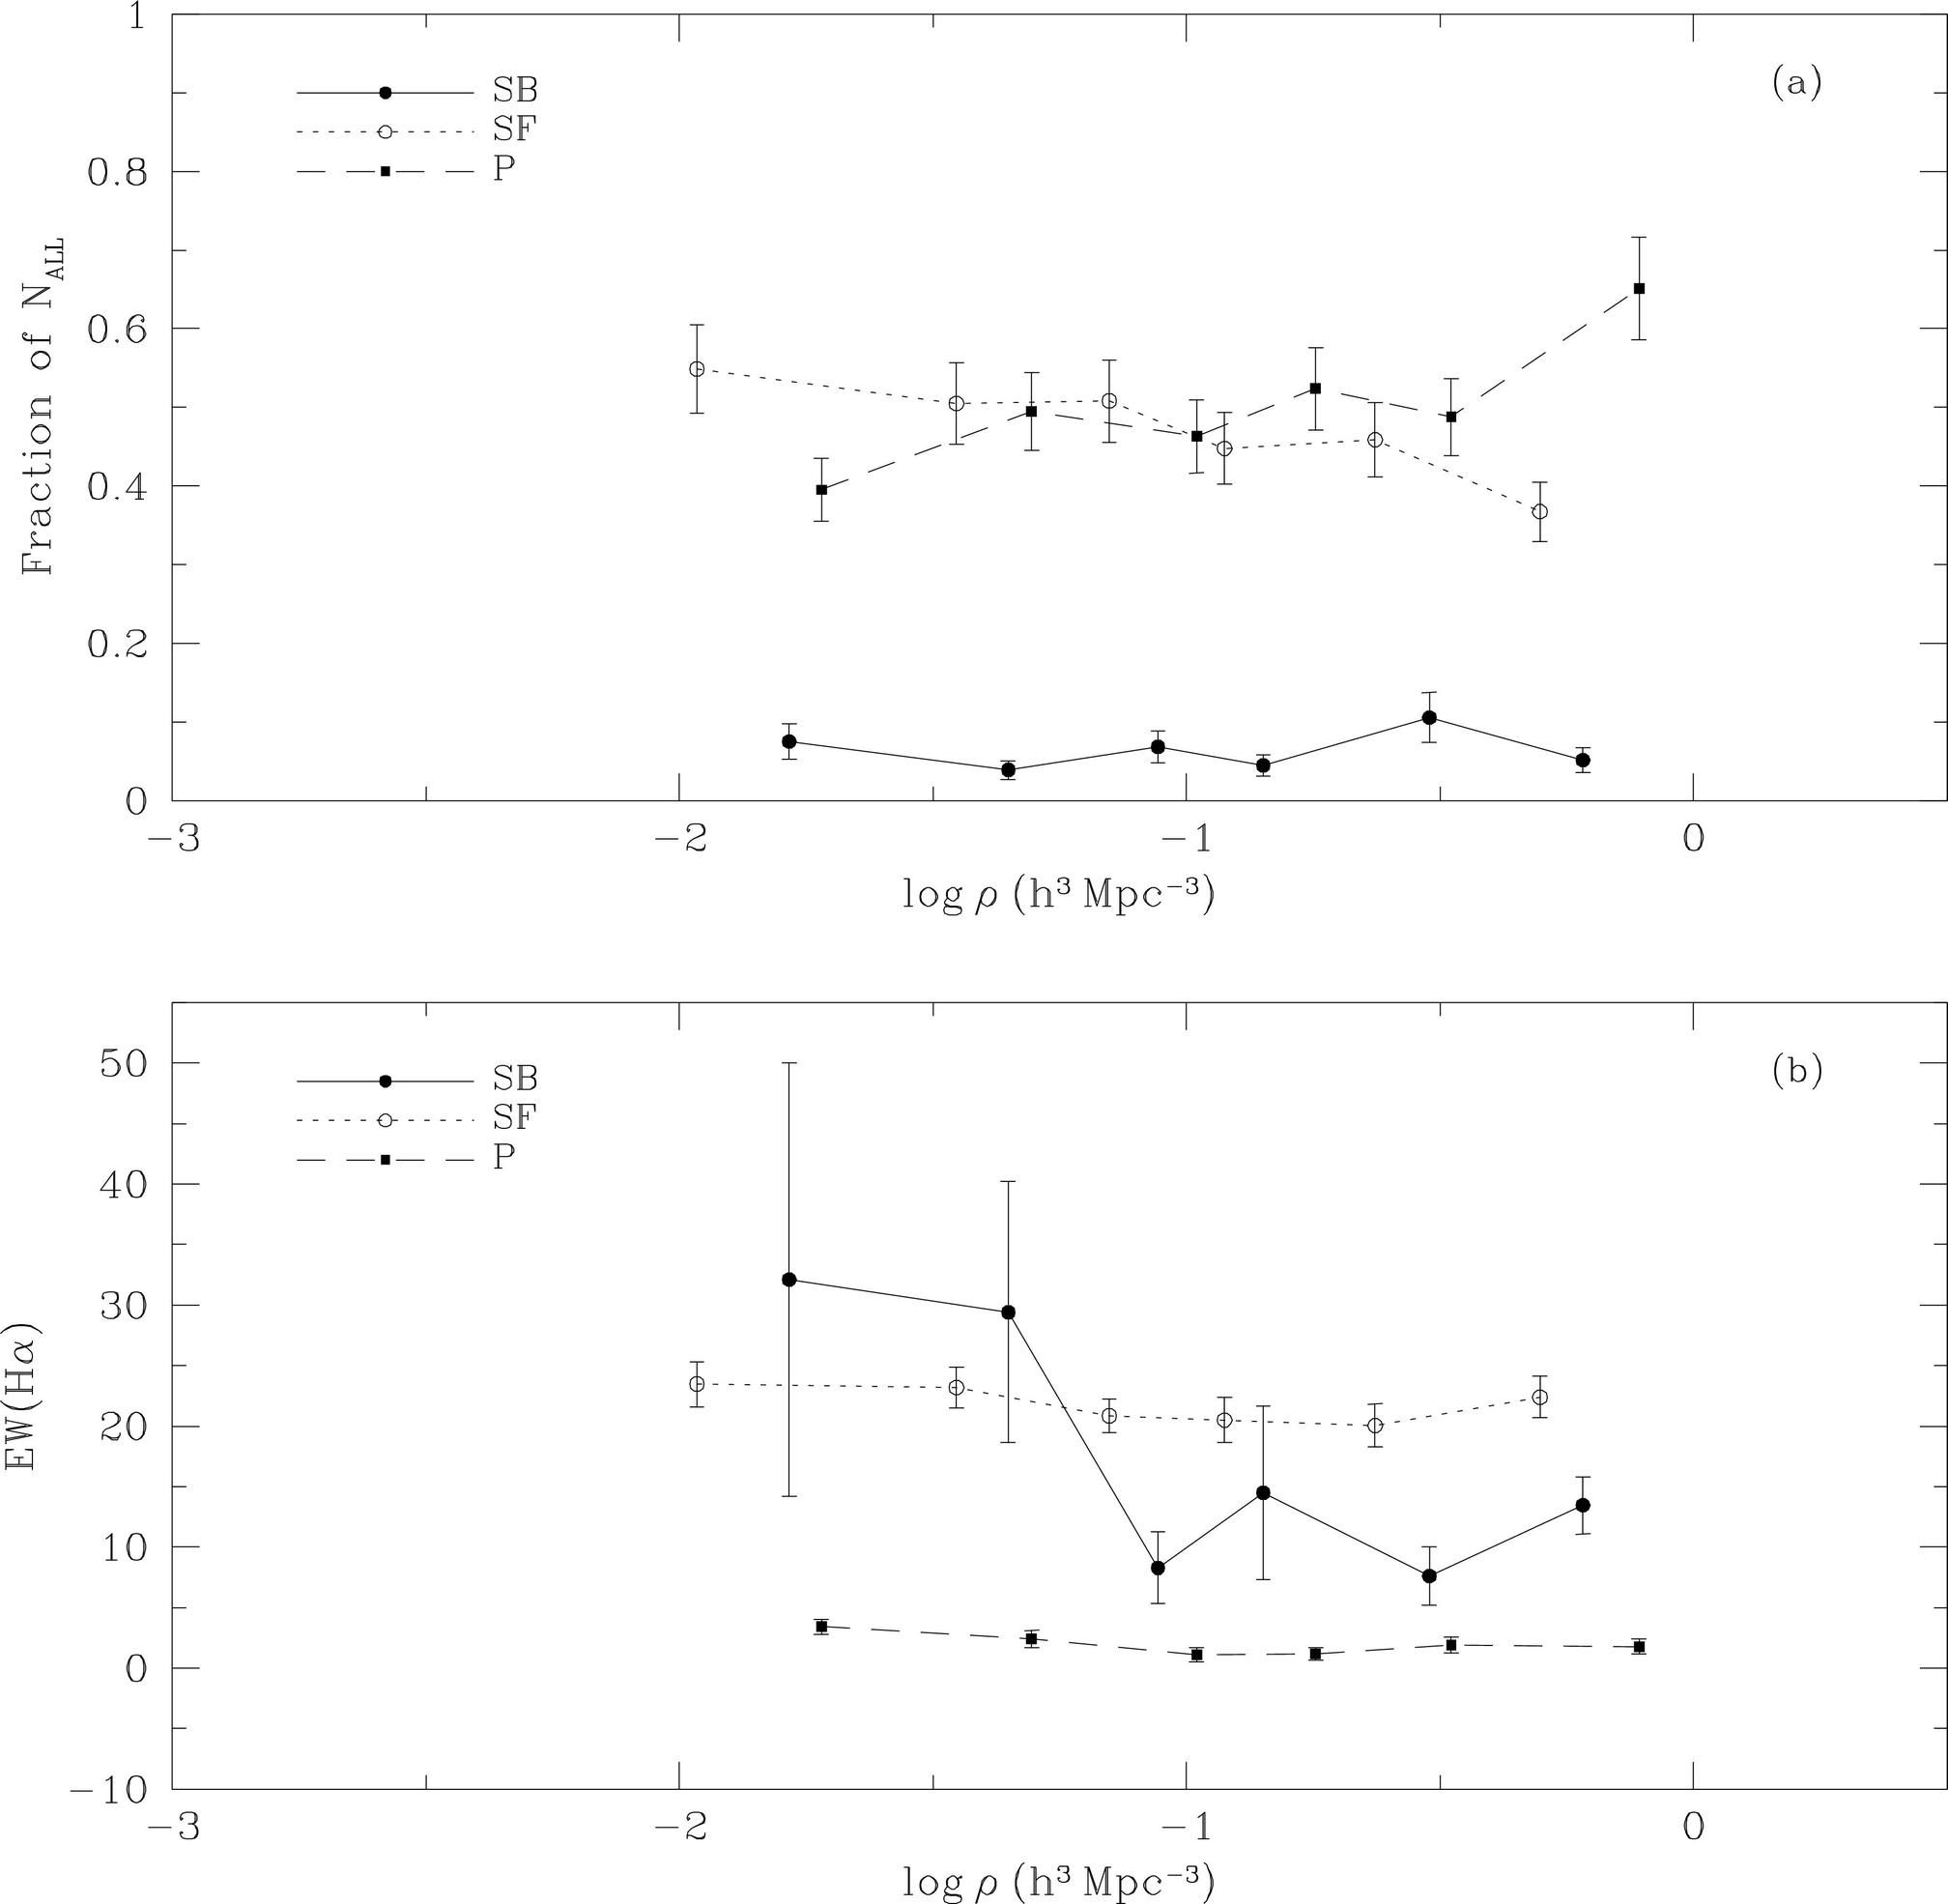 1
(a)
SB
SF
P
0.8
0.6
0.4
0.2
0
Fraction of N_ALL
−3 −2 −1 0
log ρ (h³ Mpc⁻³)
(b)
50
SB
SF
P
40
30
20
10
0
−10
EW(Hα)
−3 −2 −1 0
log ρ (h³ Mpc⁻³)